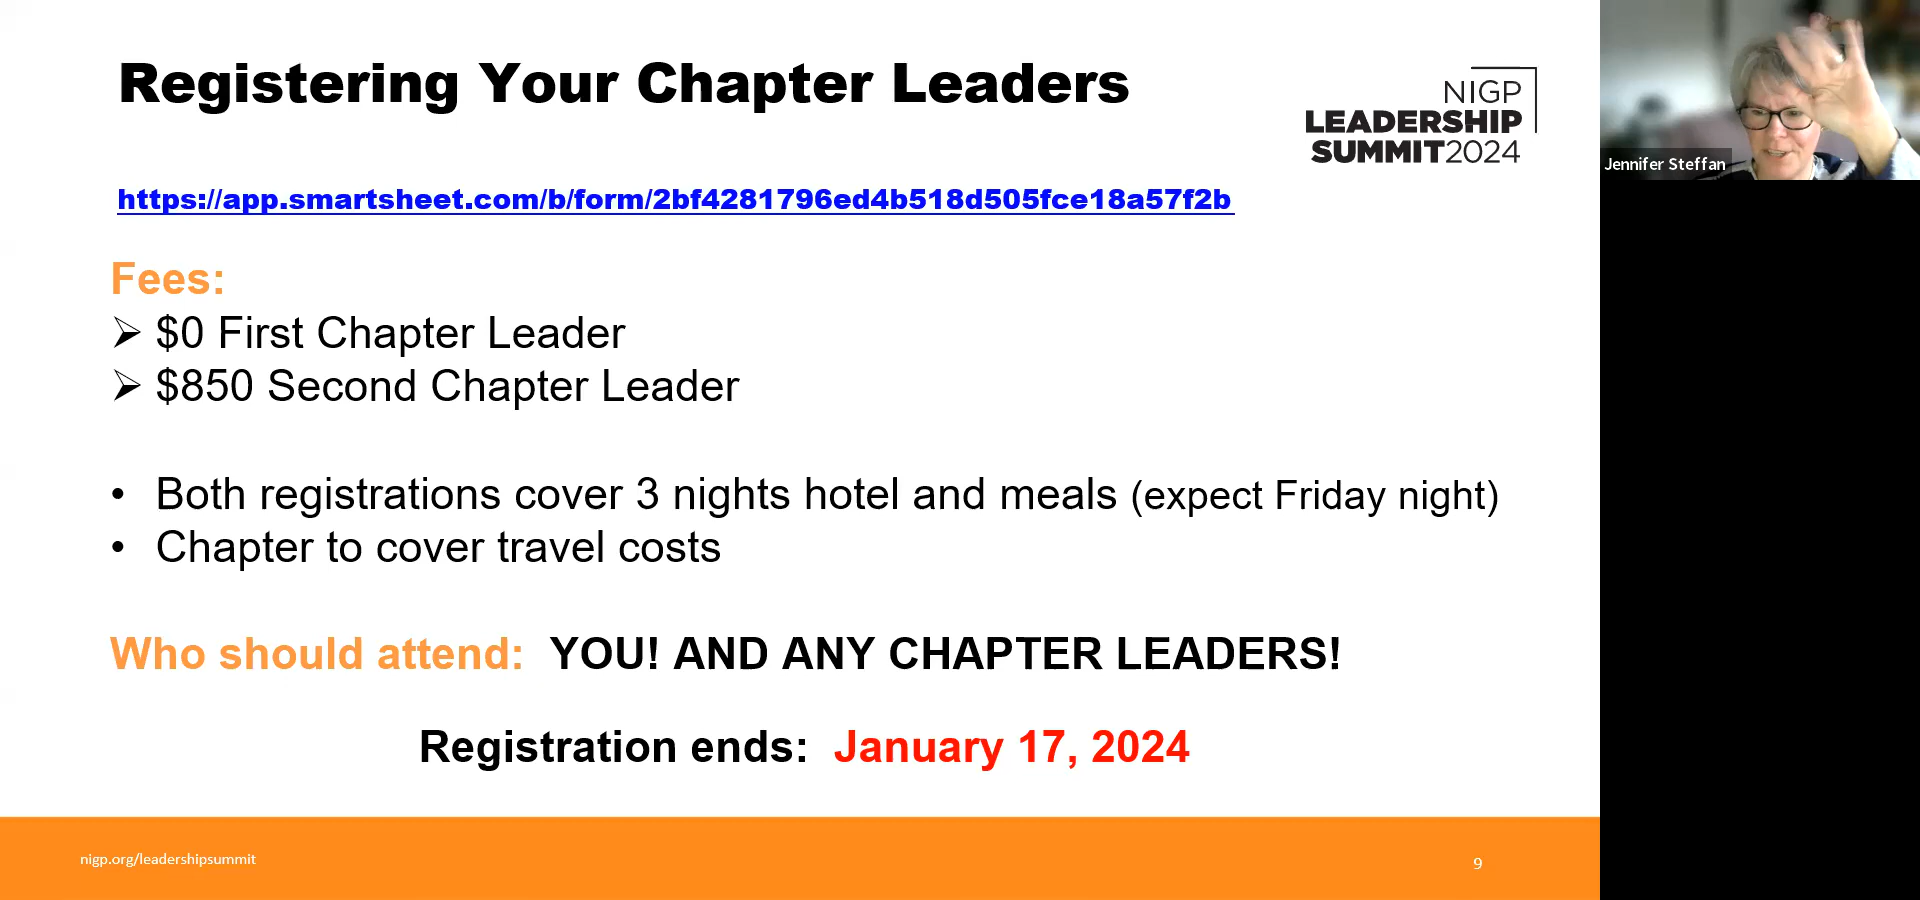 Registering Your Chapter Leaders
NIGP
LEADERSHIP
SUMMIT2024
Jennifer Steffan
https://app.smartsheet.com/b/form/2bf4281796ed4b518d505fce18a57f2b
Fees:
➢ $0 First Chapter Leader
➢ $850 Second Chapter Leader
• Both registrations cover 3 nights hotel and meals (expect Friday night)
• Chapter to cover travel costs
Who should attend: YOU! AND ANY CHAPTER LEADERS!
Registration ends: January 17, 2024
nigp.org/leadershipsummit
9